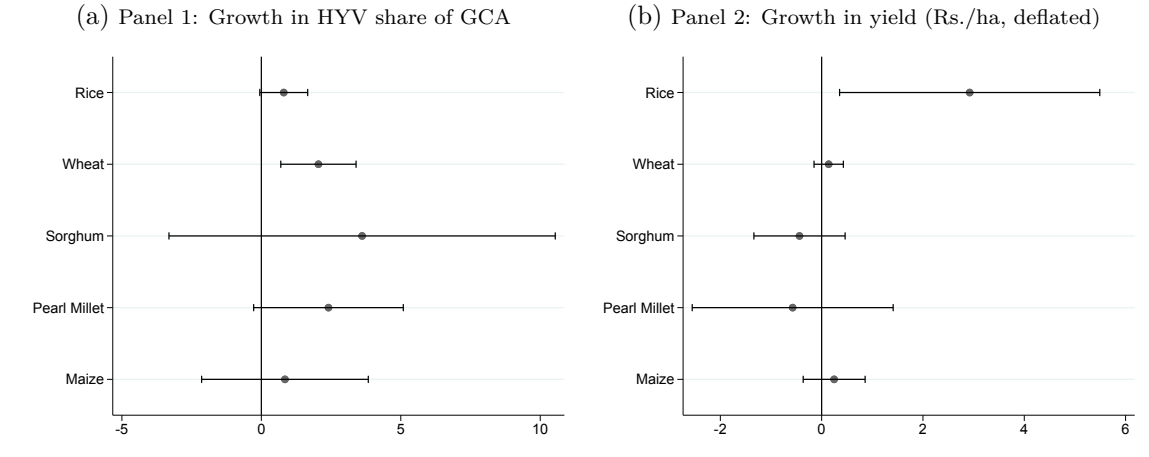 (a) Panel 1: Growth in HYV share of GCA
Rice
Wheat
Sorghum
Pearl Millet
Maize
-5 0 5 10
(b) Panel 2: Growth in yield (Rs./ha, deflated)
Rice
Wheat
Sorghum
Pearl Millet
Maize
-2 0 2 4 6